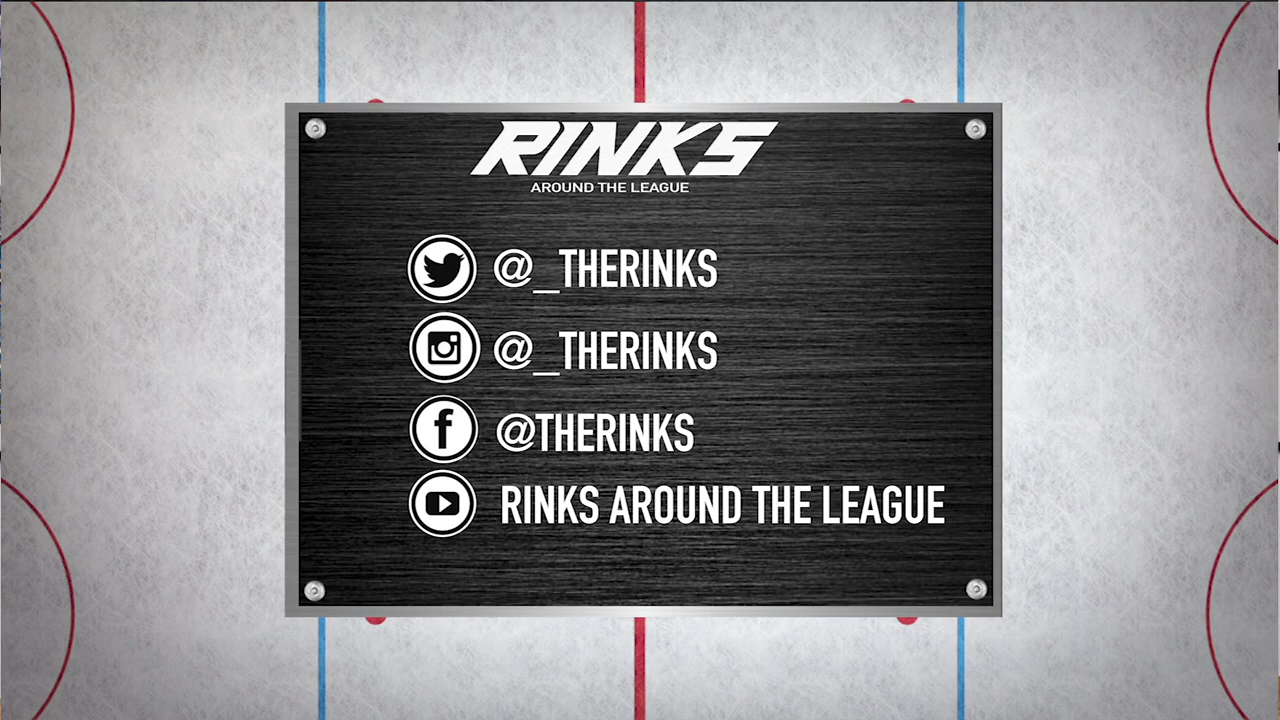 RINKS
AROUND THE LEAGUE
@_THERINKS
@_THERINKS
@THERINKS
RINKS AROUND THE LEAGUE